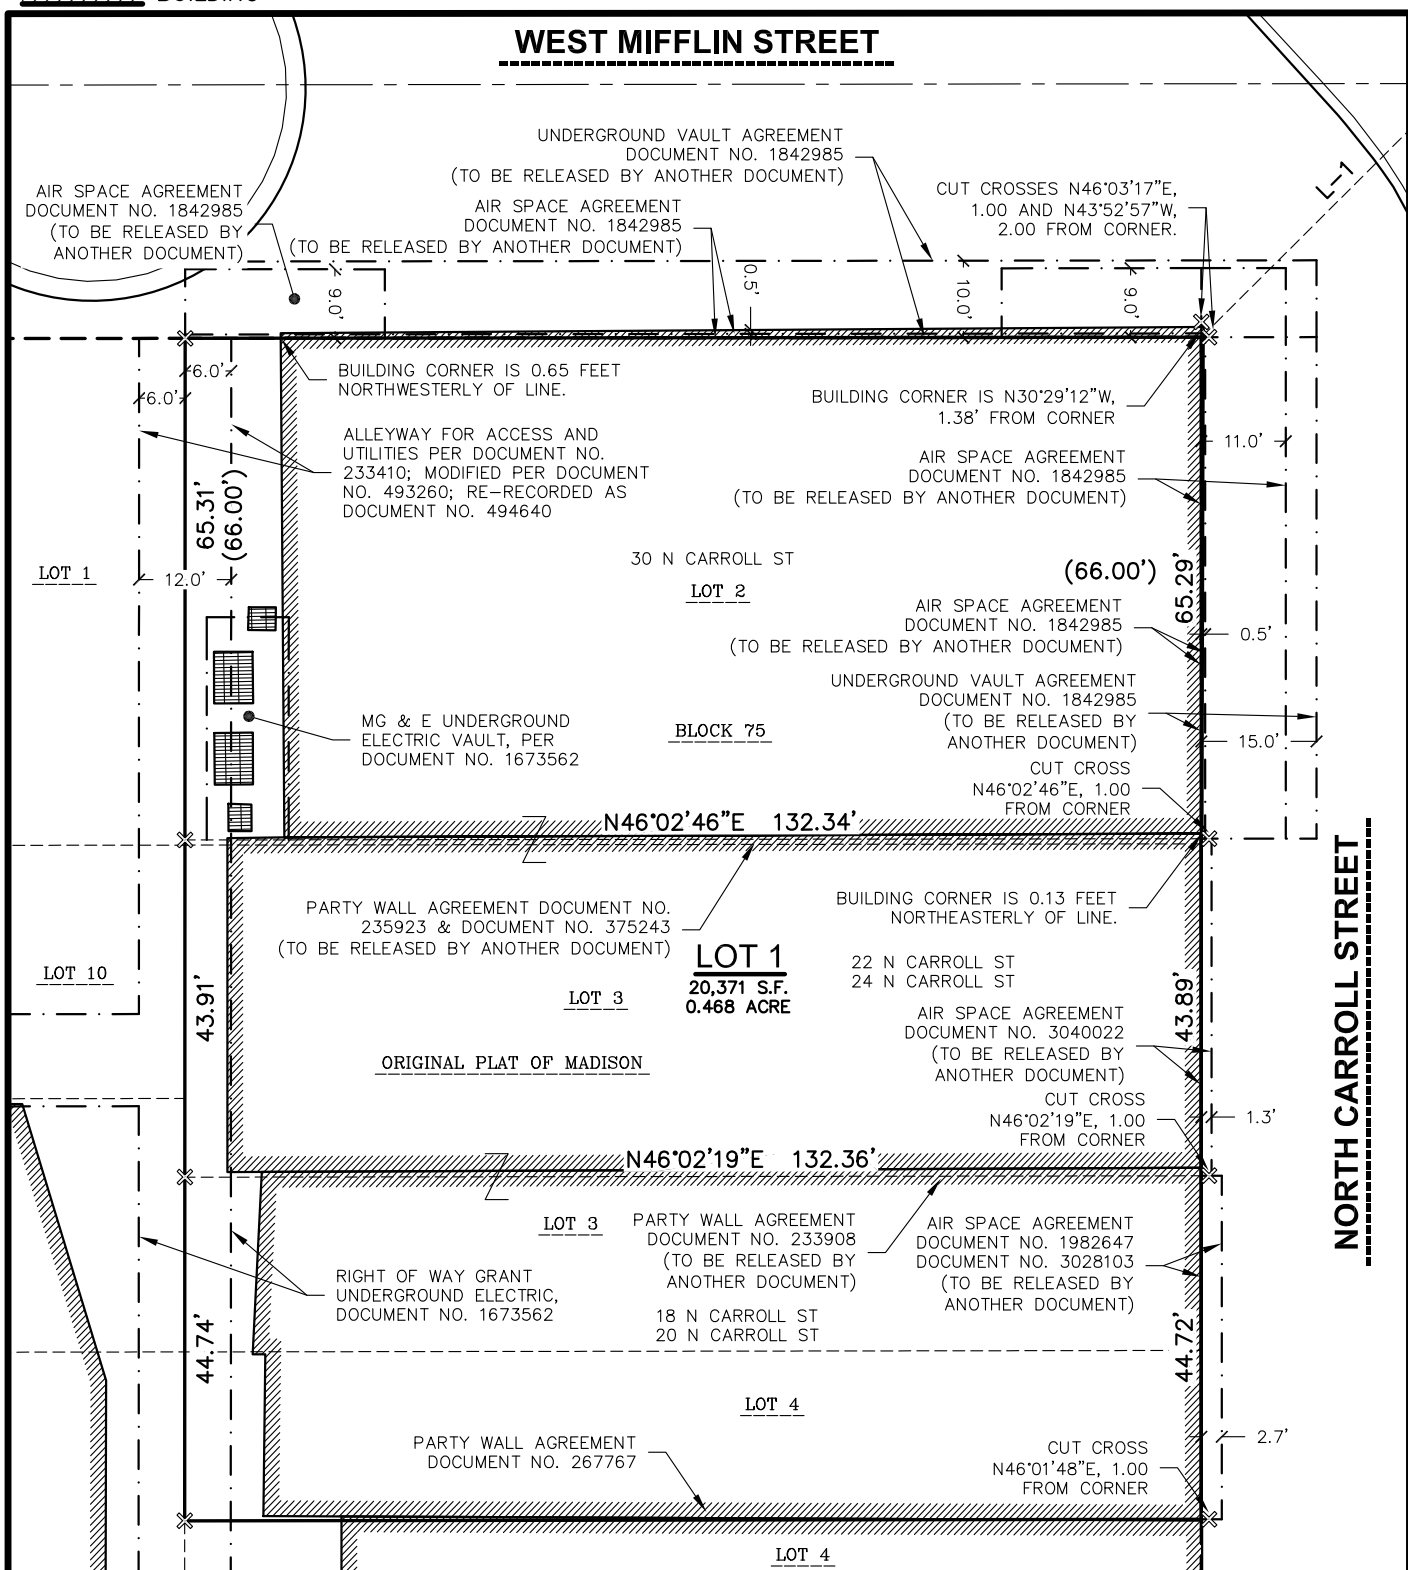 WEST MIFFLIN STREET
UNDERGROUND VAULT AGREEMENT
DOCUMENT NO. 1842985
(TO BE RELEASED BY ANOTHER DOCUMENT)
AIR SPACE AGREEMENT
DOCUMENT NO. 1842985
(TO BE RELEASED BY
ANOTHER DOCUMENT)
AIR SPACE AGREEMENT
DOCUMENT NO. 1842985
(TO BE RELEASED BY ANOTHER DOCUMENT)
CUT CROSSES N46°03'17"E,
1.00 AND N43°52'57"W,
2.00 FROM CORNER.
L-1
9.0'
0.5'
10.0'
9.0'
6.0'
6.0'
BUILDING CORNER IS 0.65 FEET
NORTHWESTERLY OF LINE.
BUILDING CORNER IS N30°29'12"W,
1.38' FROM CORNER
ALLEYWAY FOR ACCESS AND
UTILITIES PER DOCUMENT NO.
233410; MODIFIED PER DOCUMENT
NO. 493260; RE-RECORDED AS
DOCUMENT NO. 494640
11.0'
AIR SPACE AGREEMENT
DOCUMENT NO. 1842985
(TO BE RELEASED BY ANOTHER DOCUMENT)
65.31'
(66.00')
30 N CARROLL ST
LOT 1
12.0'
LOT 2
(66.00')
65.29'
AIR SPACE AGREEMENT
DOCUMENT NO. 1842985
(TO BE RELEASED BY ANOTHER DOCUMENT)
0.5'
UNDERGROUND VAULT AGREEMENT
DOCUMENT NO. 1842985
(TO BE RELEASED BY
ANOTHER DOCUMENT)
15.0'
MG & E UNDERGROUND
ELECTRIC VAULT, PER
DOCUMENT NO. 1673562
BLOCK 75
CUT CROSS
N46°02'46"E, 1.00
FROM CORNER
N46°02'46"E 132.34'
NORTH CARROLL STREET
PARTY WALL AGREEMENT DOCUMENT NO.
235923 & DOCUMENT NO. 375243
(TO BE RELEASED BY ANOTHER DOCUMENT)
BUILDING CORNER IS 0.13 FEET
NORTHEASTERLY OF LINE.
LOT 1
20,371 S.F.
0.468 ACRE
22 N CARROLL ST
24 N CARROLL ST
LOT 10
LOT 3
43.91'
43.89'
AIR SPACE AGREEMENT
DOCUMENT NO. 3040022
(TO BE RELEASED BY
ANOTHER DOCUMENT)
ORIGINAL PLAT OF MADISON
CUT CROSS
N46°02'19"E, 1.00
FROM CORNER
1.3'
N46°02'19"E 132.36'
LOT 3
PARTY WALL AGREEMENT
DOCUMENT NO. 233908
(TO BE RELEASED BY
ANOTHER DOCUMENT)
AIR SPACE AGREEMENT
DOCUMENT NO. 1982647
DOCUMENT NO. 3028103
(TO BE RELEASED BY
ANOTHER DOCUMENT)
RIGHT OF WAY GRANT
UNDERGROUND ELECTRIC,
DOCUMENT NO. 1673562
18 N CARROLL ST
20 N CARROLL ST
44.74'
44.72'
LOT 4
PARTY WALL AGREEMENT
DOCUMENT NO. 267767
2.7'
CUT CROSS
N46°01'48"E, 1.00
FROM CORNER
LOT 4